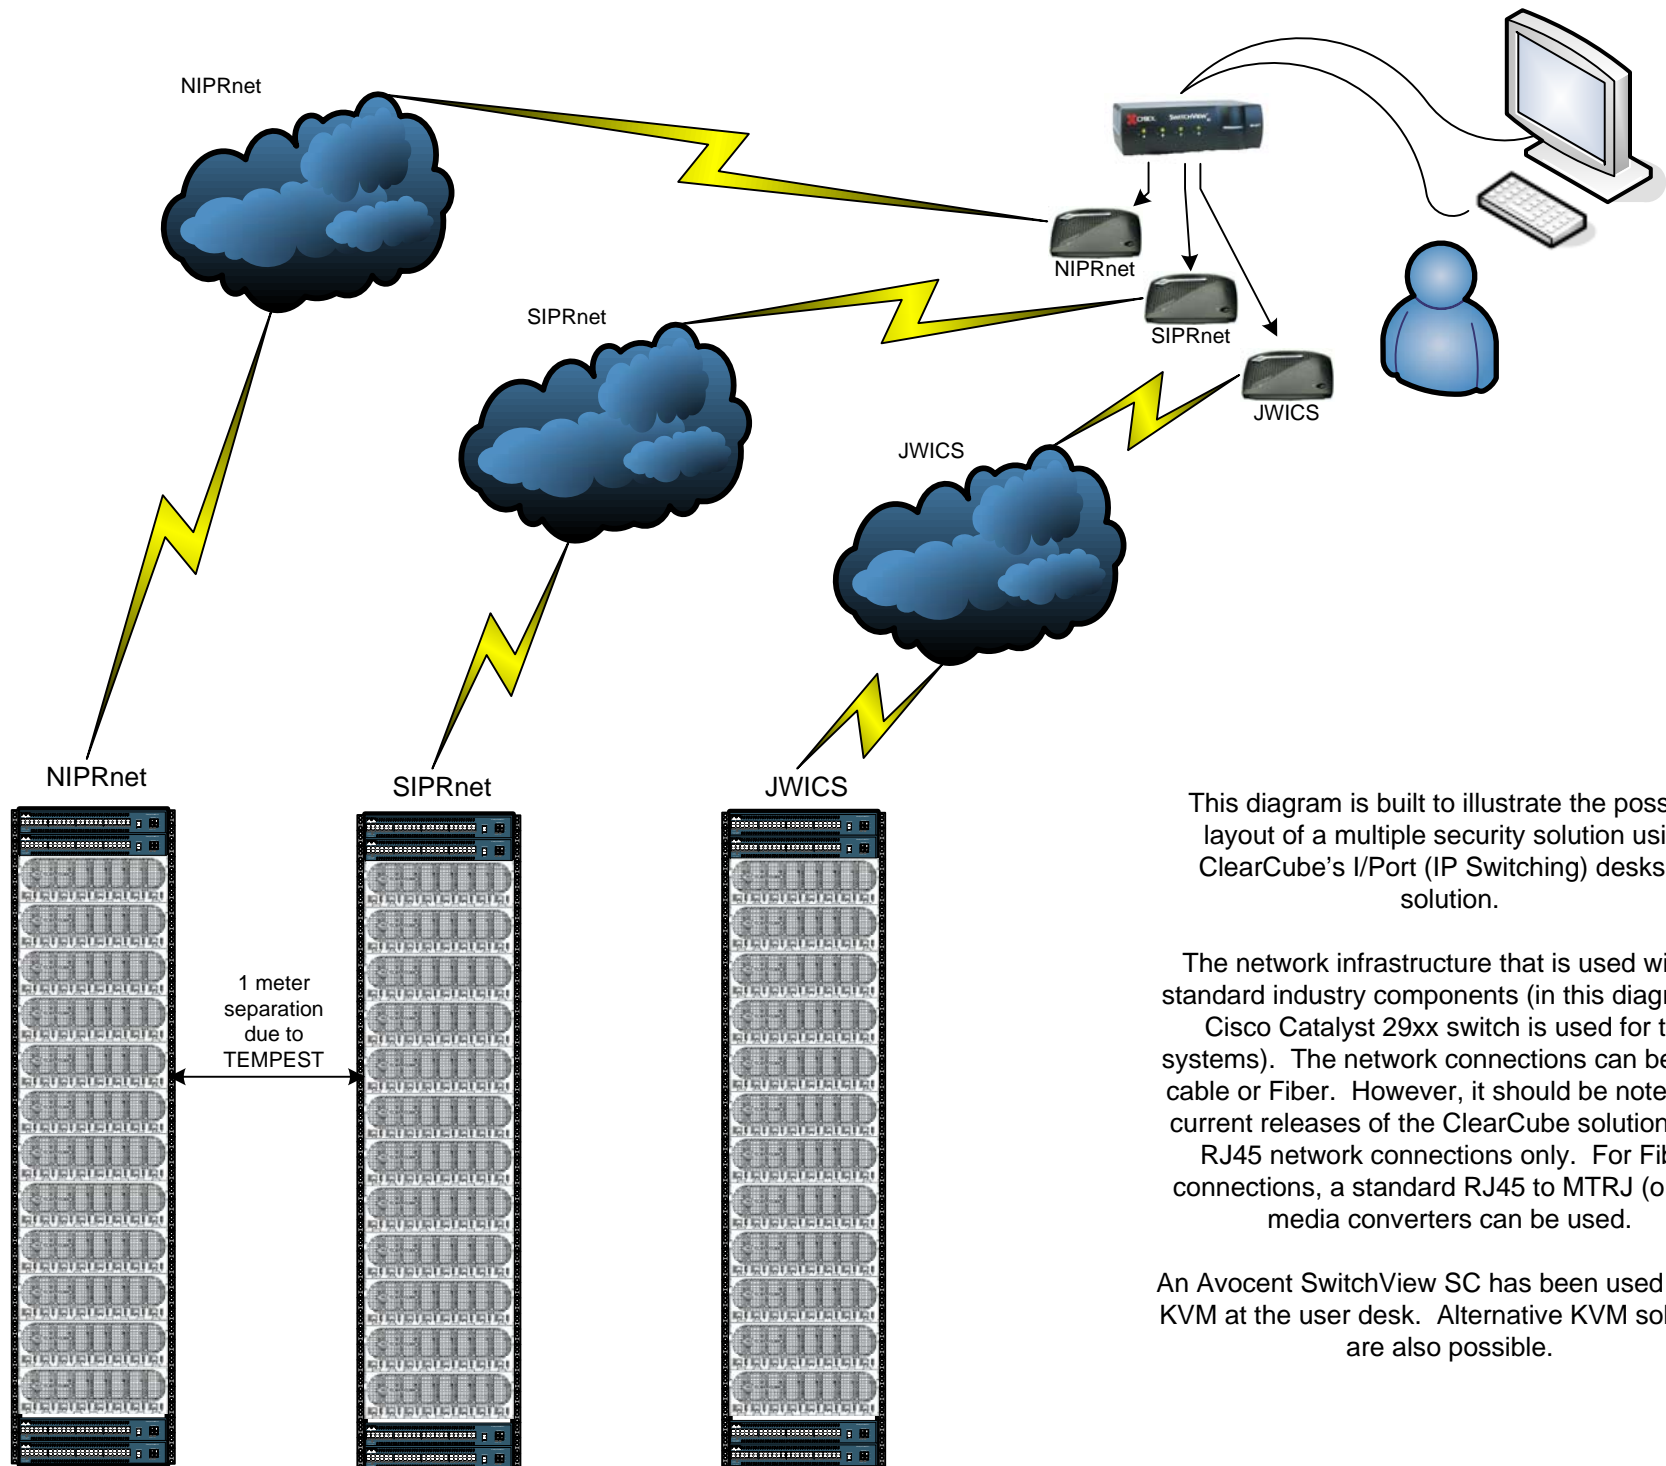 NIPRnet
SwitchView
NIPRnet
SIPRnet
SIPRnet
JWICS
JWICS
NIPRnet
SIPRnet
JWICS
1 meter
separation
due to
TEMPEST
This diagram is built to illustrate the poss
layout of a multiple security solution usi
ClearCube's I/Port (IP Switching) desks
solution.
The network infrastructure that is used wi
standard industry components (in this diagr
Cisco Catalyst 29xx switch is used for t
systems).  The network connections can be
cable or Fiber.  However, it should be note
current releases of the ClearCube solution
RJ45 network connections only.  For Fib
connections, a standard RJ45 to MTRJ (o
media converters can be used.
An Avocent SwitchView SC has been used
KVM at the user desk.  Alternative KVM sol
are also possible.